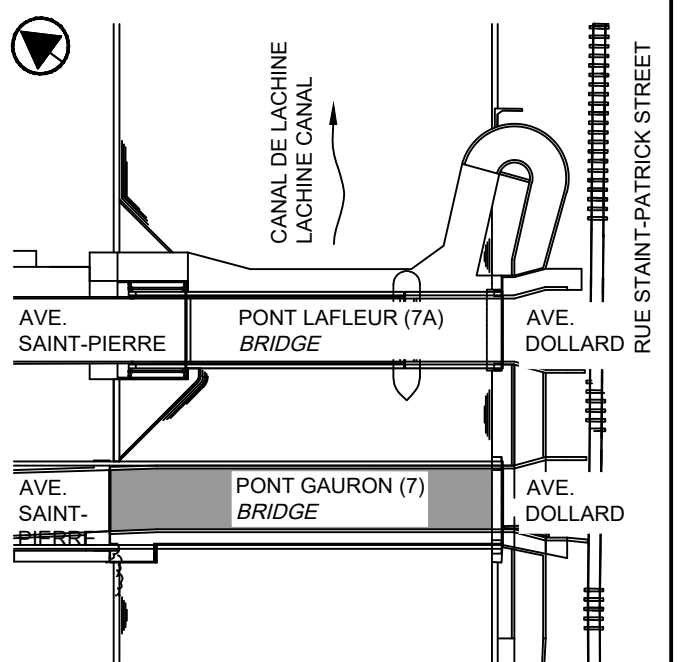 CANAL DE LACHINE
LACHINE CANAL
RUE STAINT-PATRICK STREET
AVE.
SAINT-PIERRE
PONT LAFLEUR (7A)
BRIDGE
AVE.
DOLLARD
AVE.
SAINT-
PIERRE
PONT GAURON (7)
BRIDGE
AVE.
DOLLARD